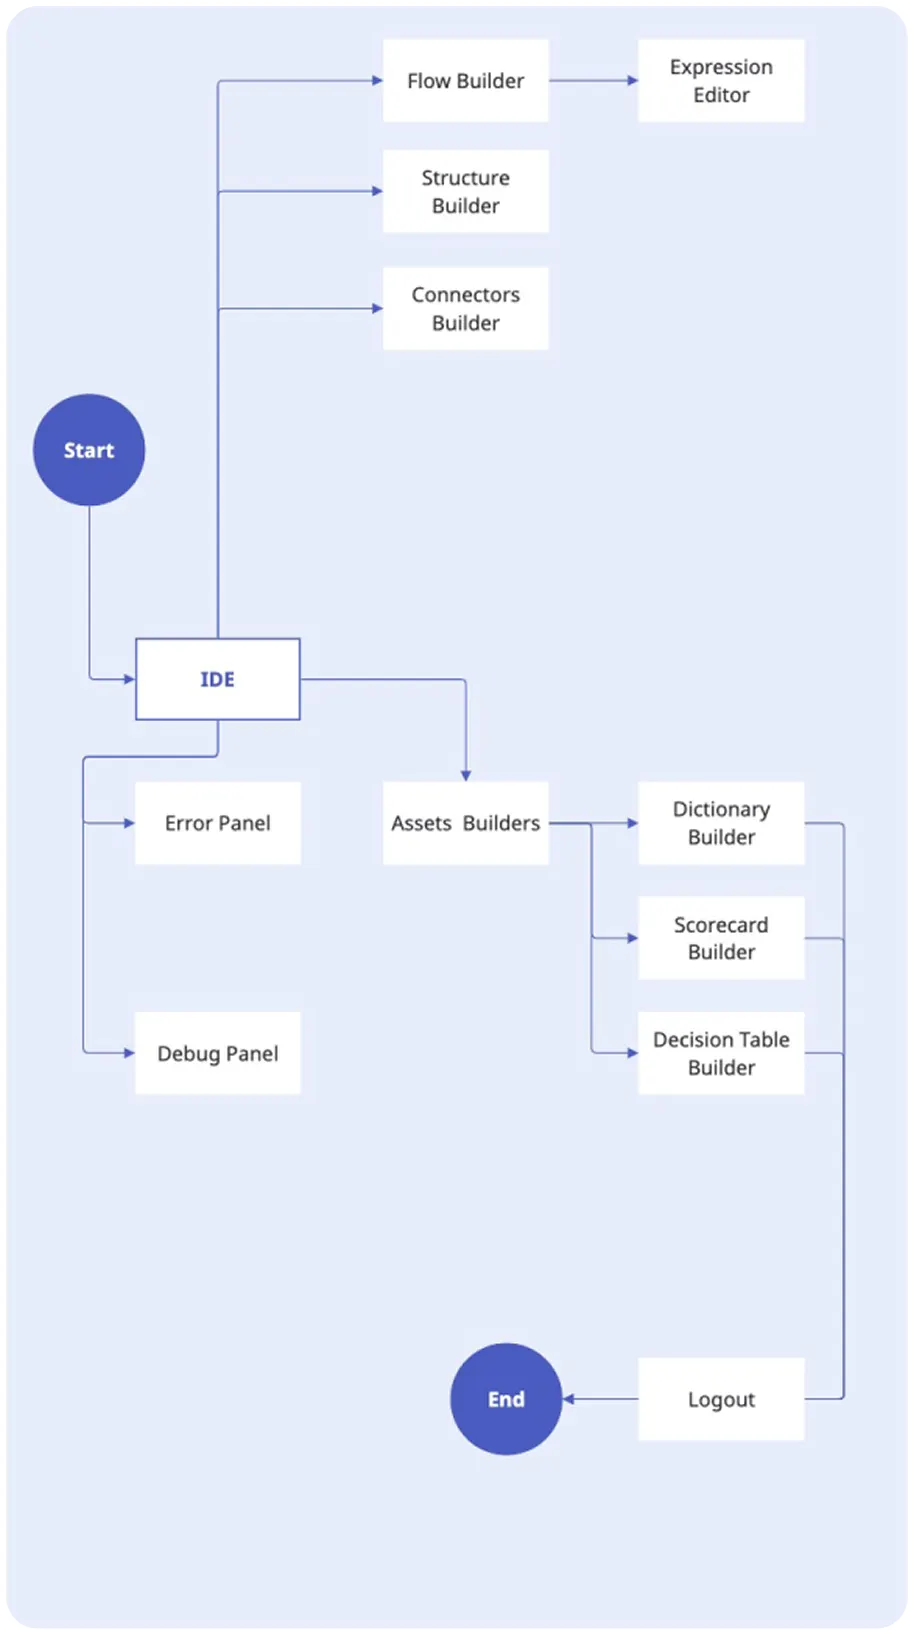 Flow Builder
Expression
Editor
Structure
Builder
Connectors
Builder
Start
IDE
Error Panel
Assets  Builders
Dictionary
Builder
Scorecard
Builder
Debug Panel
Decision Table
Builder
End
Logout